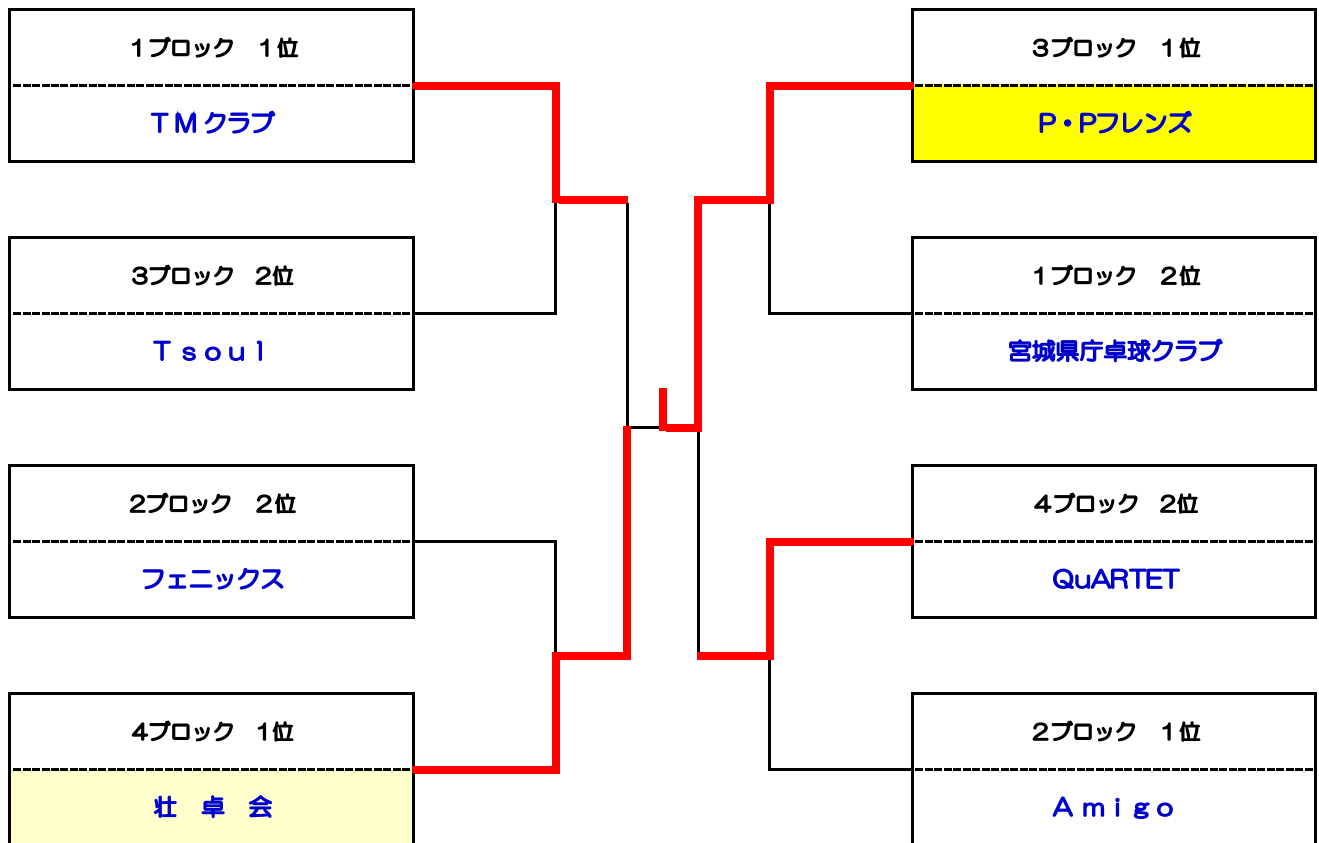 １ブロック　１位
ＴＭクラブ
３ブロック　２位
Ｔｓｏｕｌ
２ブロック　２位
フェニックス
４ブロック　１位
壮　卓　会
３ブロック　１位
Ｐ・Ｐフレンズ
１ブロック　２位
宮城県庁卓球クラブ
４ブロック　２位
QuARTET
２ブロック　１位
Ａｍｉｇｏ